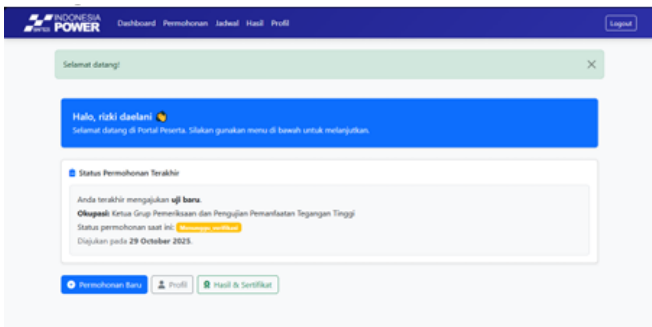 INDONESIA
POWER
Dashboard Permohonan Jadwal Hasil Profil
Logout
Selamat datang!
Halo, rizki daelani
Selamat datang di Portal Peserta. Silakan gunakan menu di bawah untuk melanjutkan.
Status Permohonan Terakhir
Anda terakhir mengajukan uji baru.
Okupasi: Ketua Grup Pemeriksaan dan Pengujian Pemanfaatan Tegangan Tinggi
Status permohonan saat ini: Menunggu verifikasi
Diajukan pada 29 October 2025.
Permohonan Baru
Profil
Hasil & Sertifikat